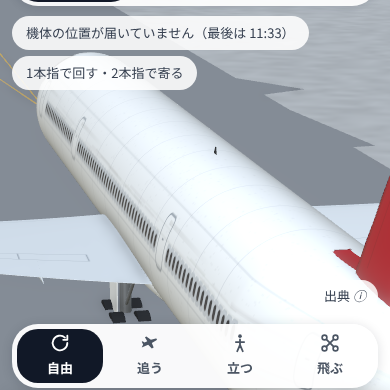 機体の位置が届いていません（最後は 11:33）
1本指で回す・2本指で寄る
出典 ⓘ
自由
追う
立つ
飛ぶ